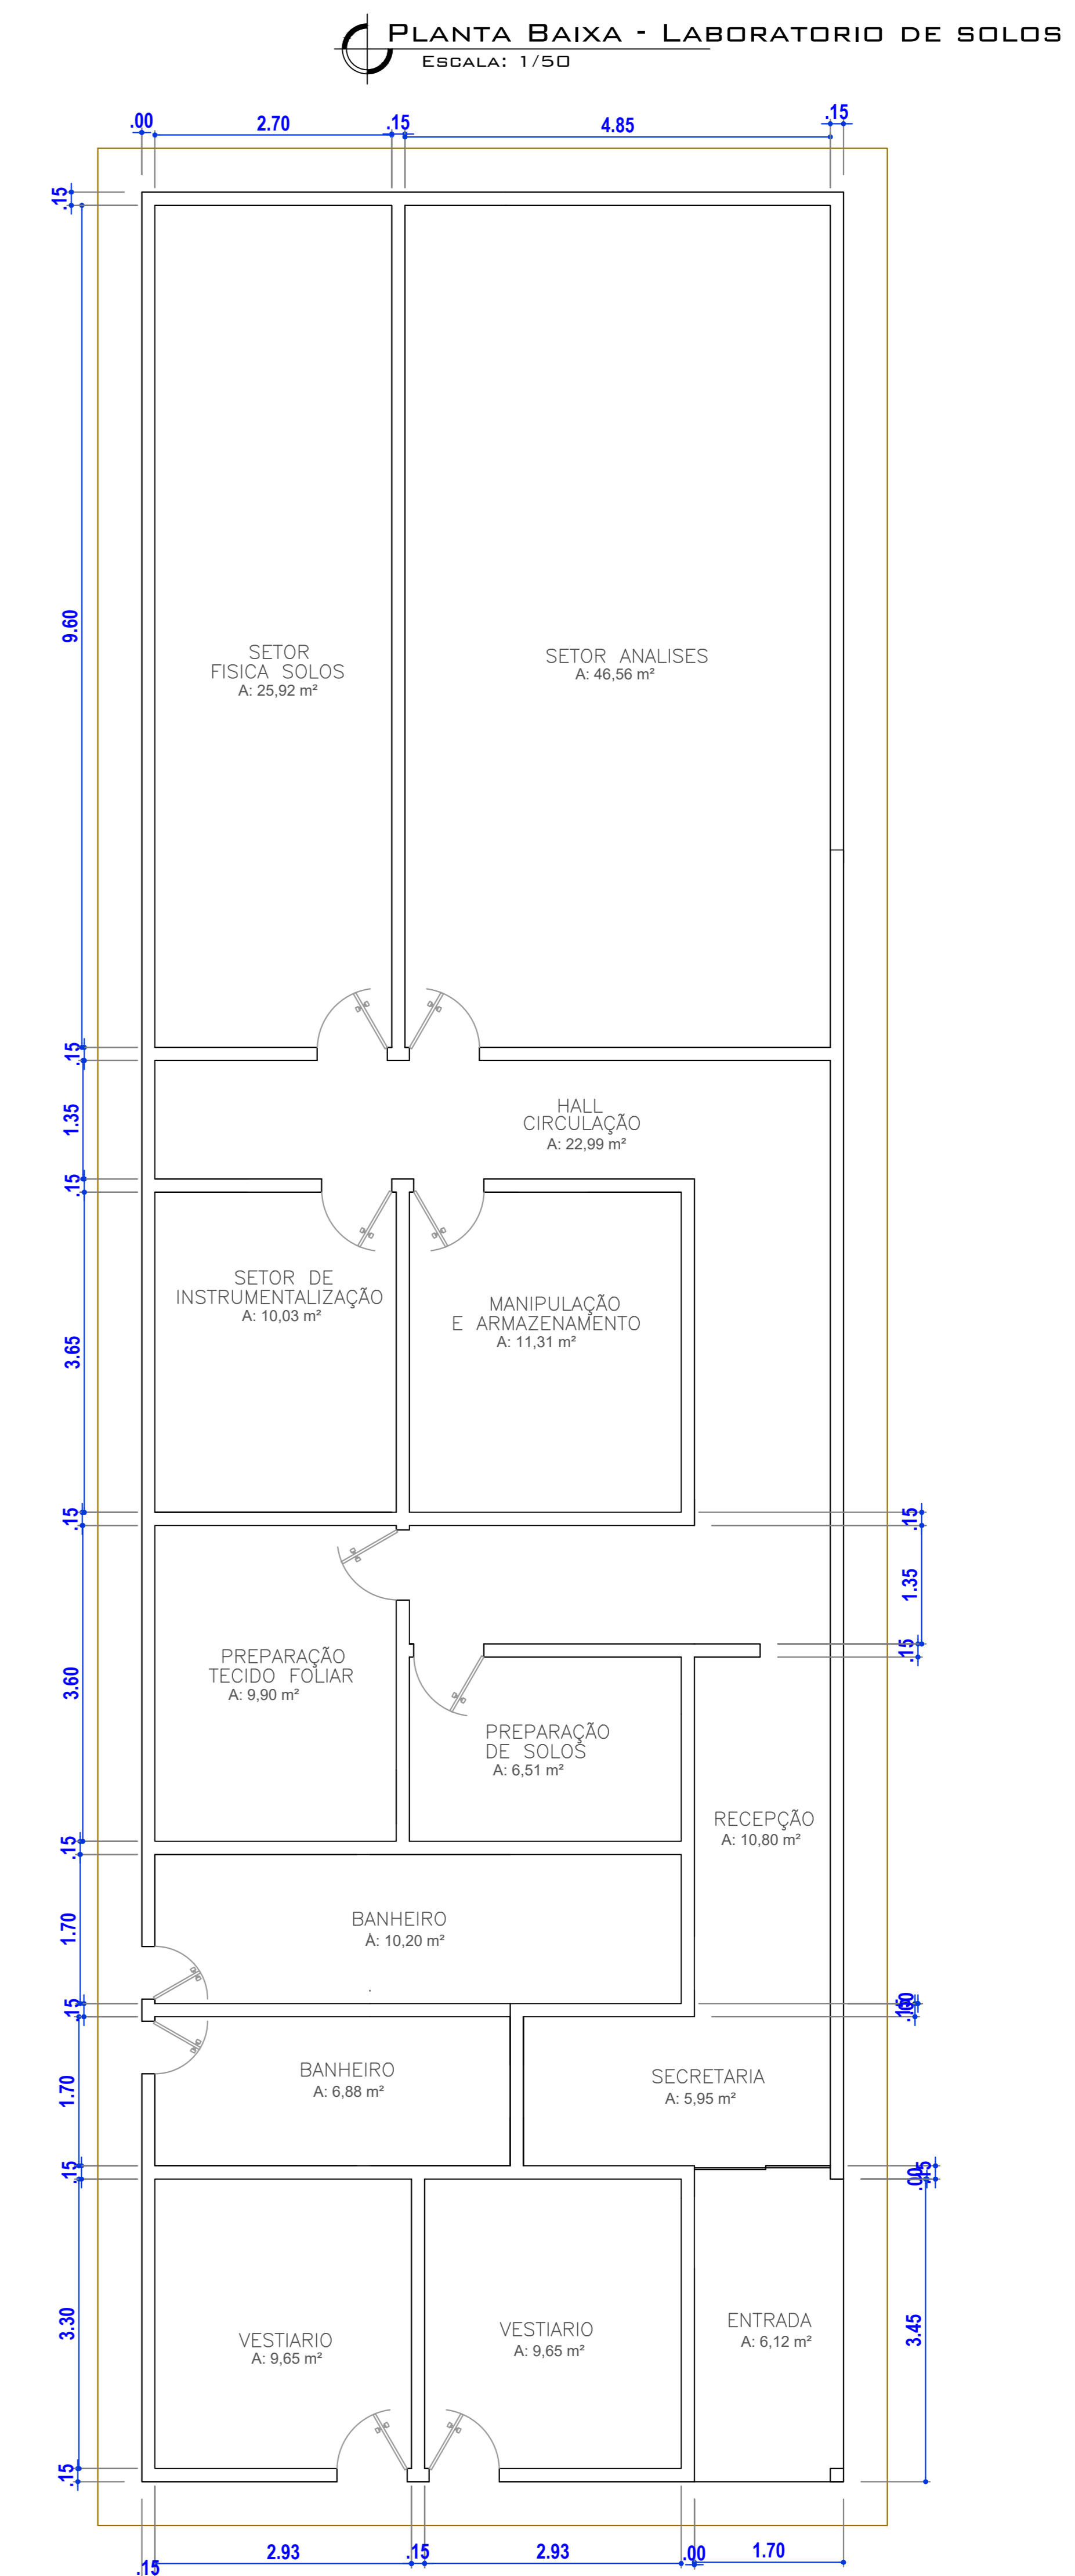 PLANTA BAIXA - LABORATORIO DE SOLOS
ESCALA: 1/50
.00 2.70 .15 4.85 .15
.15
9.60
SETOR
FISICA SOLOS
A: 25,92 m²
SETOR ANALISES
A: 46,56 m²
.15
1.35
HALL
CIRCULAÇÃO
A: 22,99 m²
.15
SETOR DE
INSTRUMENTALIZAÇÃO
A: 10,03 m²
MANIPULAÇÃO
E ARMAZENAMENTO
A: 11,31 m²
3.65
.15
.15
1.35
.15
PREPARAÇÃO
TECIDO FOLIAR
A: 9,90 m²
3.60
PREPARAÇÃO
DE SOLOS
A: 6,51 m²
RECEPÇÃO
A: 10,80 m²
.15
BANHEIRO
A: 10,20 m²
1.70
.15
BANHEIRO
A: 6,88 m²
SECRETARIA
A: 5,95 m²
1.70
.15
3.30
VESTIARIO
A: 9,65 m²
VESTIARIO
A: 9,65 m²
ENTRADA
A: 6,12 m²
3.45
.15
.15 2.93 .15 2.93 .00 1.70